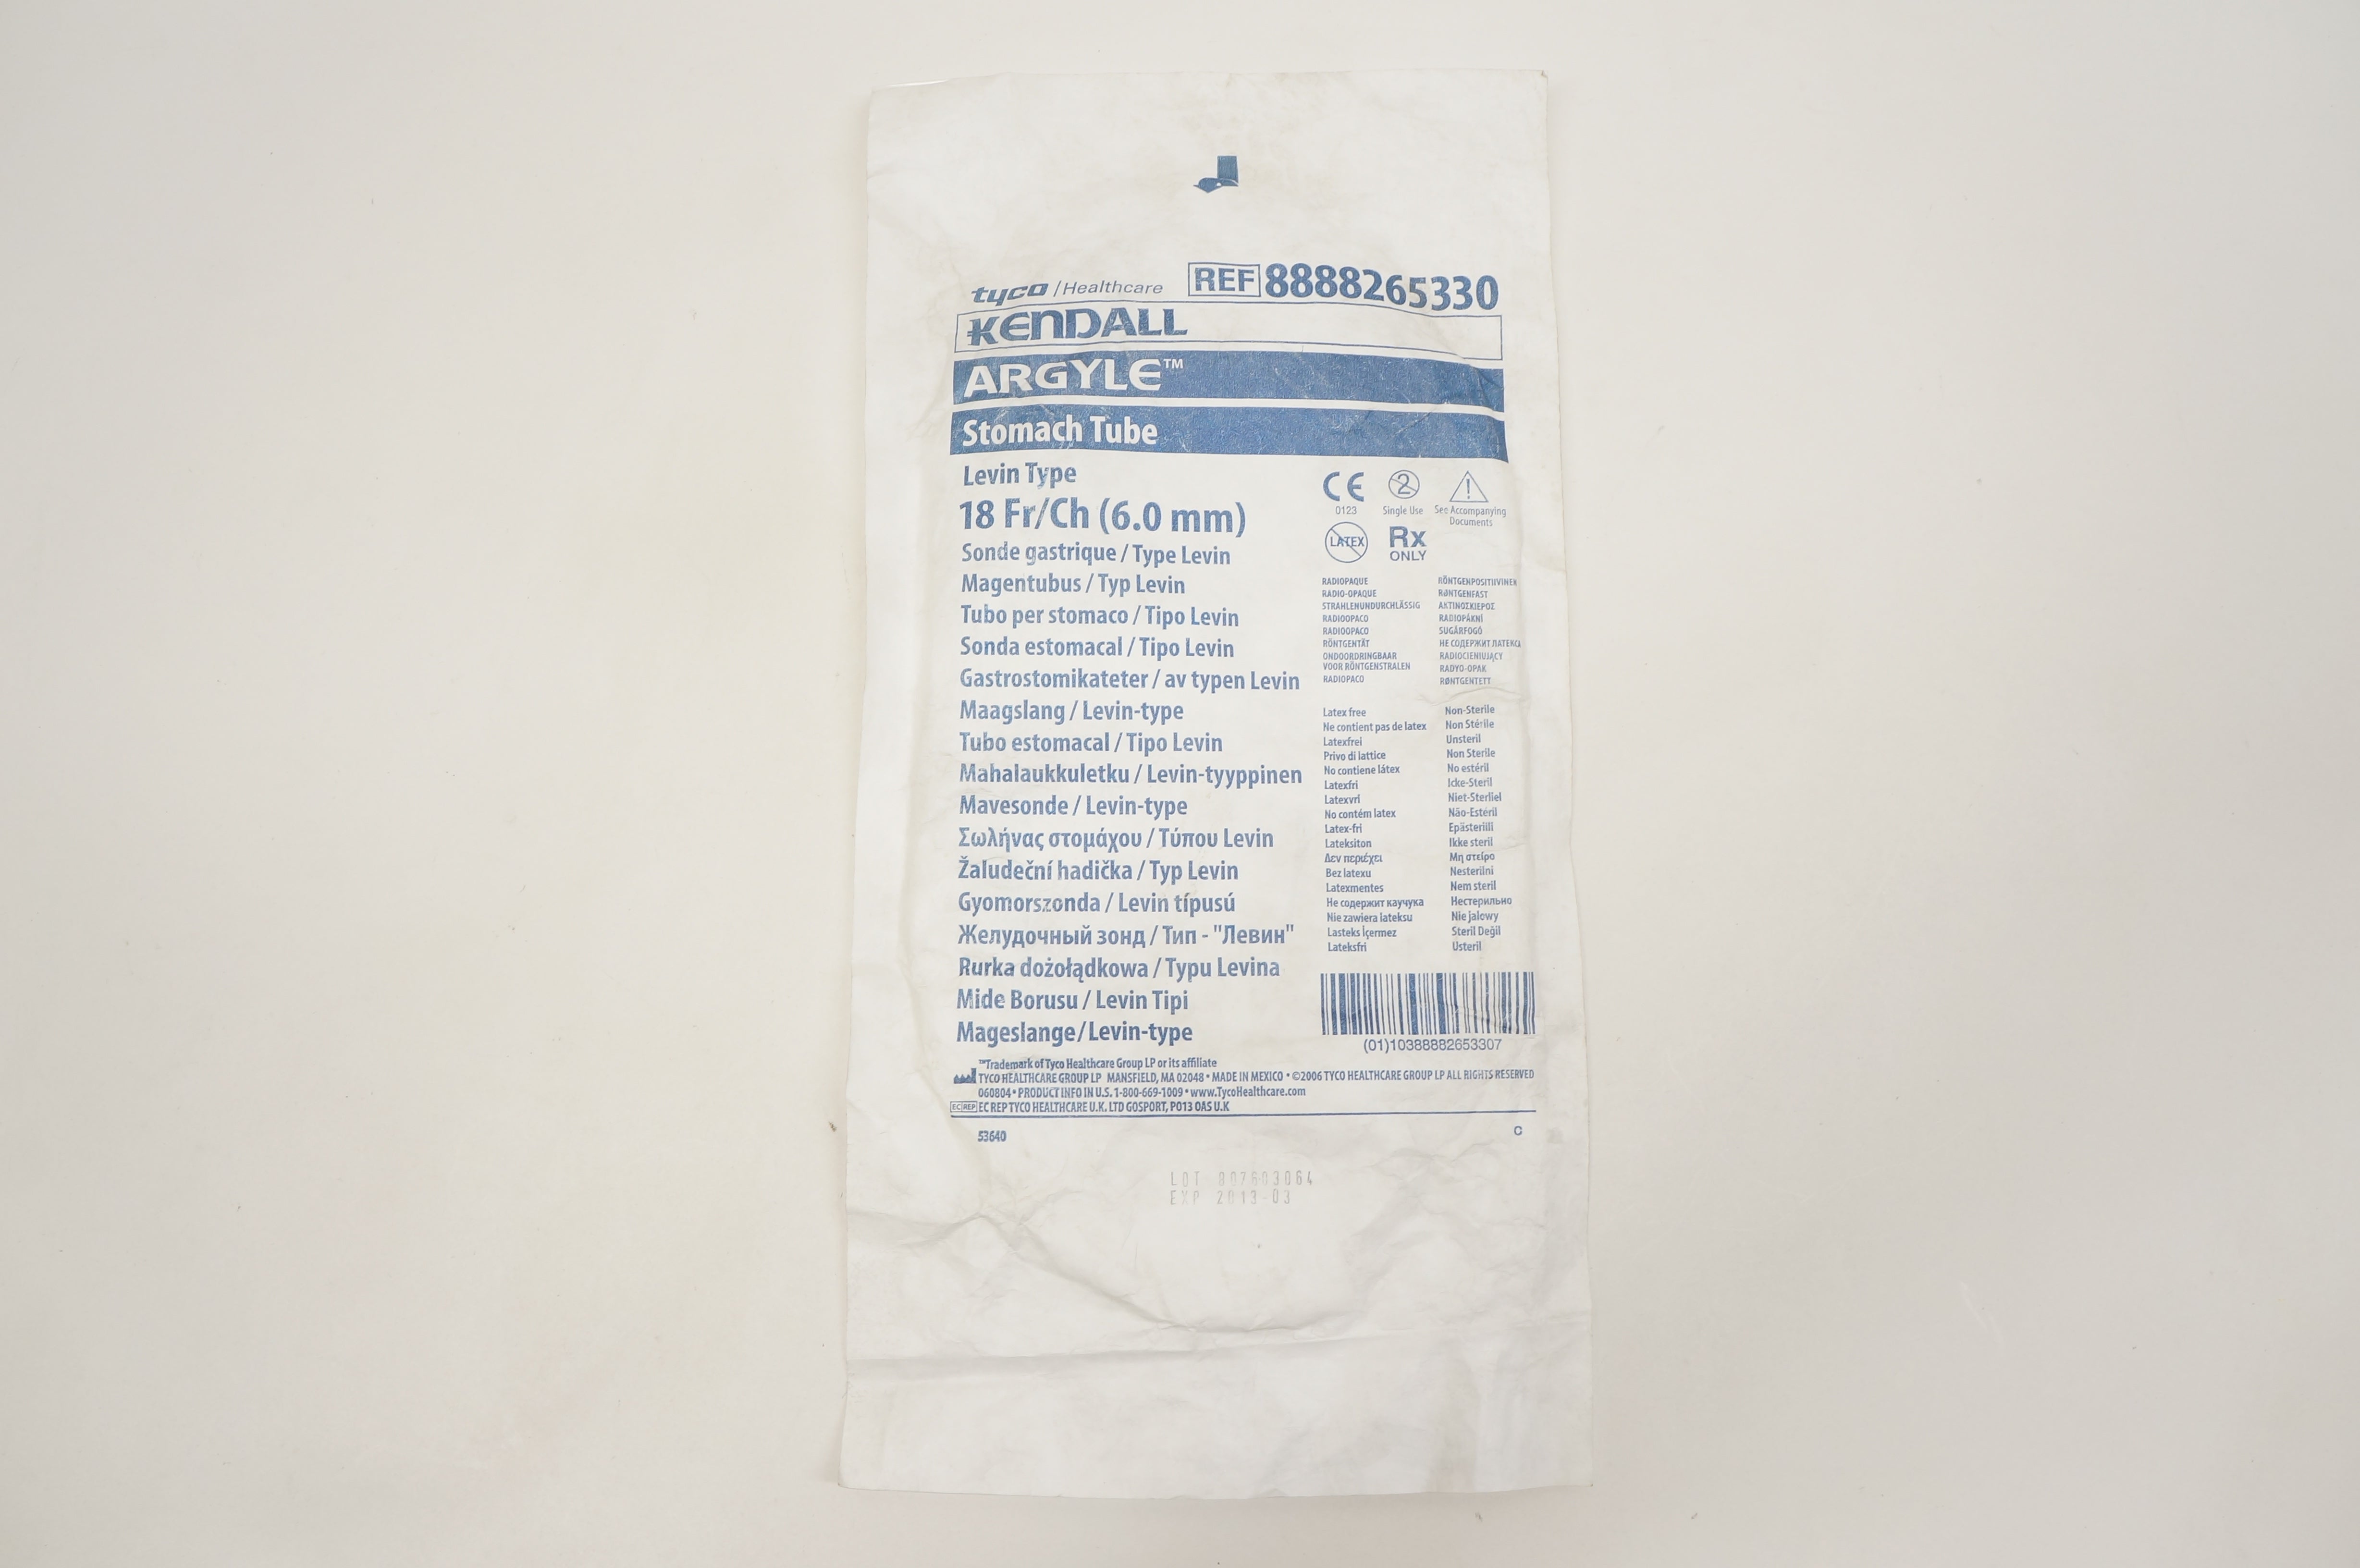 tyco / Healthcare REF 8888265330
KENDALL
ARGYLE™
Stomach Tube
Levin Type
18 Fr/Ch (6.0 mm)
Sonde gastrique / Type Levin
Magentubus / Typ Levin
Tubo per stomaco / Tipo Levin
Sonda estomacal / Tipo Levin
Gastrostomikateter / av typen Levin
Maagslang / Levin-type
Tubo estomacal / Tipo Levin
Mahalaukkuletku / Levin-tyyppinen
Mavesonde / Levin-type
Σωλήνας στομάχου / Τύπου Levin
Žaludeční hadička / Typ Levin
Gyomorszonda / Levin típusú
Желудочный зонд / Тип - "Левин"
Rurka dożołądkowa / Typu Levina
Mide Borusu / Levin Tipi
Mageslange/Levin-type
CE 2
0123 Single Use See Accompanying
Documents
LATEX Rx
ONLY
RADIOPAQUE
RADIO-OPAQUE
STRAHLENUNDURCHLÄSSIG
RADIOOPACO
RADIOOPACO
RÖNTGENTÄT
ONDOORDRINGBAAR
VOOR RÖNTGENSTRALEN
RADIOPACO
RÖNTGENPOSITIIVINEN
RØNTGENFAST
ΑΚΤΙΝΟΣΚΙΕΡΟΣ
RADIOPÁKNÍ
SUGÁRFOGÓ
НЕ СОДЕРЖИТ ЛАТЕКСА
RADIOCIENIUJĄCY
RADYO-OPAK
RØNTGENTETT
Latex free
Ne contient pas de latex
Latexfrei
Privo di lattice
No contiene látex
Latexfri
Latexvri
No contém latex
Latex-fri
Lateksiton
Δεν περιέχει
Bez latexu
Latexmentes
Не содержит каучука
Nie zawiera lateksu
Lasteks İçermez
Lateksfri
Non-Sterile
Non Stérile
Unsteril
Non Sterile
No estéril
Icke-Steril
Niet-Sterliel
Não-Estéril
Epästeriili
Ikke steril
Μη στείρο
Nesterilní
Nem steril
Нестерильно
Nie jalowy
Steril Değil
Usteril
(01)10388882653307
™Trademark of Tyco Healthcare Group LP or its affiliate
TYCO HEALTHCARE GROUP LP MANSFIELD, MA 02048 • MADE IN MEXICO • ©2006 TYCO HEALTHCARE GROUP LP ALL RIGHTS RESERVED
060804 • PRODUCT INFO IN U.S. 1-800-669-1009 • www.TycoHealthcare.com
EC REP EC REP TYCO HEALTHCARE U.K. LTD GOSPORT, PO13 OAS U.K
53640 C
LOT 807603064
EXP 2013-03